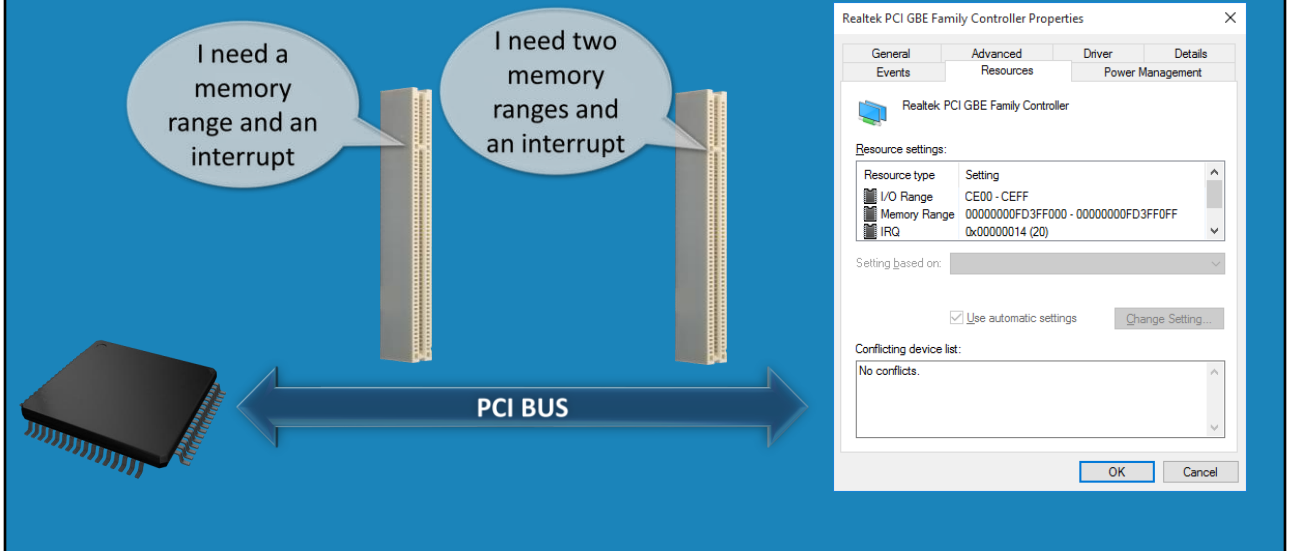 I need a
memory
range and an
interrupt
I need two
memory
ranges and
an interrupt
PCI BUS
Realtek PCI GBE Family Controller Properties
General Advanced Driver Details
Events Resources Power Management
Realtek PCI GBE Family Controller
Resource settings:
Resource type Setting
I/O Range CE00 - CEFF
Memory Range 00000000FD3FF000 - 00000000FD3FF0FF
IRQ 0x00000014 (20)
Setting based on:
Use automatic settings Change Setting...
Conflicting device list:
No conflicts.
OK Cancel